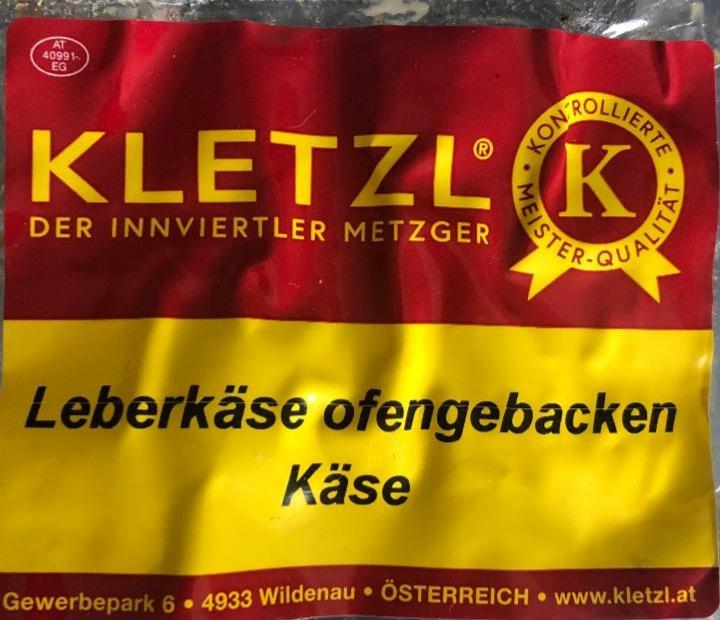 AT
40991-
EG
KLETZL®
DER INNVIERTLER METZGER
KONTROLLIERTE
K
MEISTER-QUALITÄT
Leberkäse ofengebacken
Käse
Gewerbepark 6 • 4933 Wildenau • ÖSTERREICH • www.kletzl.at